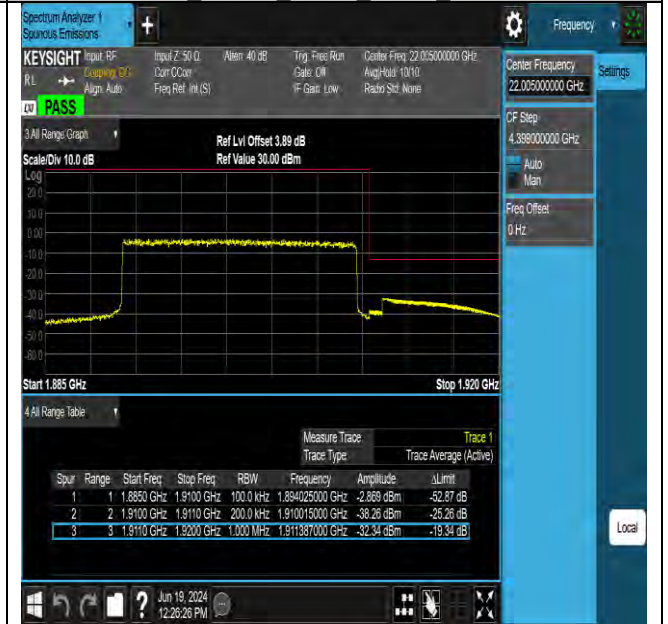 Spectrum Analyzer 1
Spurious Emissions
+
Frequency
KEYSIGHT
RL
Input: RF
Coupling: DC
Align: Auto
Input Z: 50 Ω
Corr CCorr
Freq Ref: Int (S)
Atten: 40 dB
Trig: Free Run
Gate: Off
IF Gain: Low
Center Freq: 22.005000000 GHz
Avg|Hold: 10/10
Radio Std: None
LXI
PASS
Center Frequency
22.005000000 GHz
Settings
CF Step
4.398000000 GHz
Auto
Man
Freq Offset
0 Hz
3 All Range Graph
Scale/Div 10.0 dB
Ref Lvl Offset 3.89 dB
Ref Value 30.00 dBm
Log
20.0
10.0
0.00
-10.0
-20.0
-30.0
-40.0
-50.0
-60.0
Start 1.885 GHz
Stop 1.920 GHz
4 All Range Table
Measure Trace Trace 1
Trace Type Trace Average (Active)
Spur Range Start Freq Stop Freq RBW Frequency Amplitude ΔLimit
1 1 1.8850 GHz 1.9100 GHz 100.0 kHz 1.894025000 GHz -2.869 dBm -52.87 dB
2 2 1.9100 GHz 1.9110 GHz 200.0 kHz 1.910015000 GHz -38.26 dBm -25.26 dB
3 3 1.9110 GHz 1.9200 GHz 1.000 MHz 1.911387000 GHz -32.34 dBm -19.34 dB
Local
?
Jun 19, 2024
12:26:26 PM